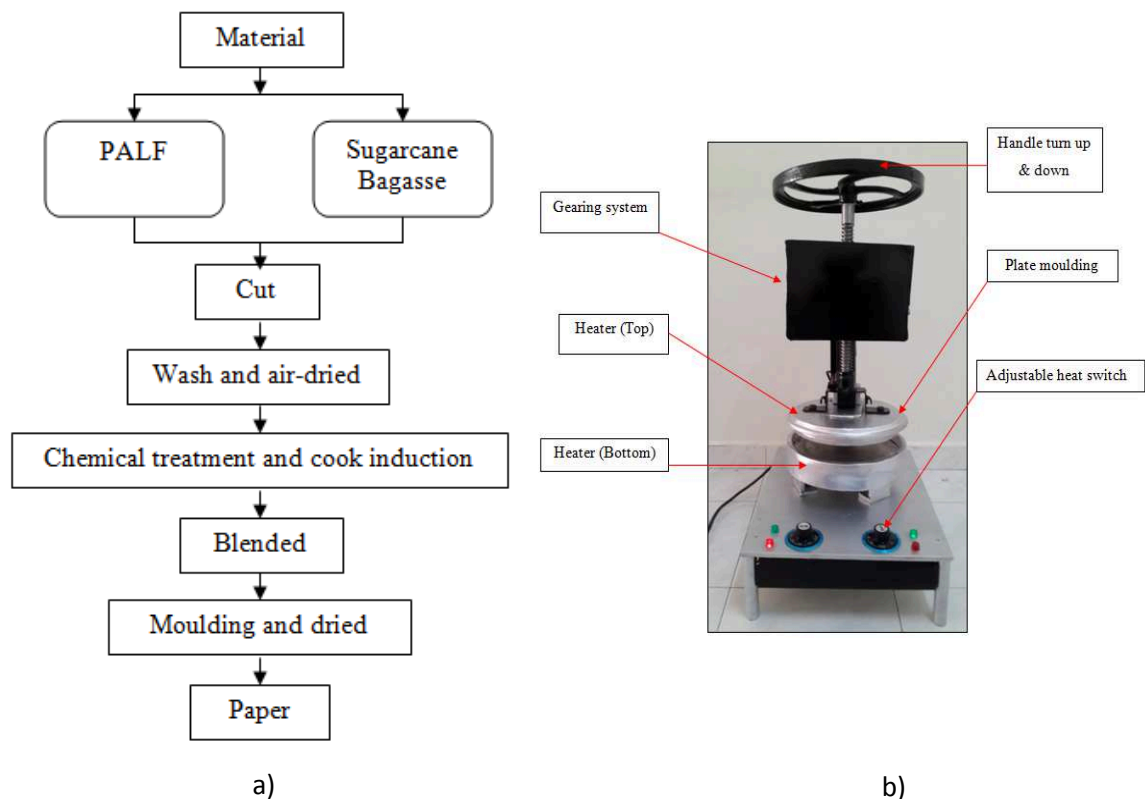 Material
PALF
Sugarcane
Bagasse
Cut
Wash and air-dried
Chemical treatment and cook induction
Blended
Moulding and dried
Paper
a)
Handle turn up
& down
Gearing system
Plate moulding
Heater (Top)
Adjustable heat switch
Heater (Bottom)
b)